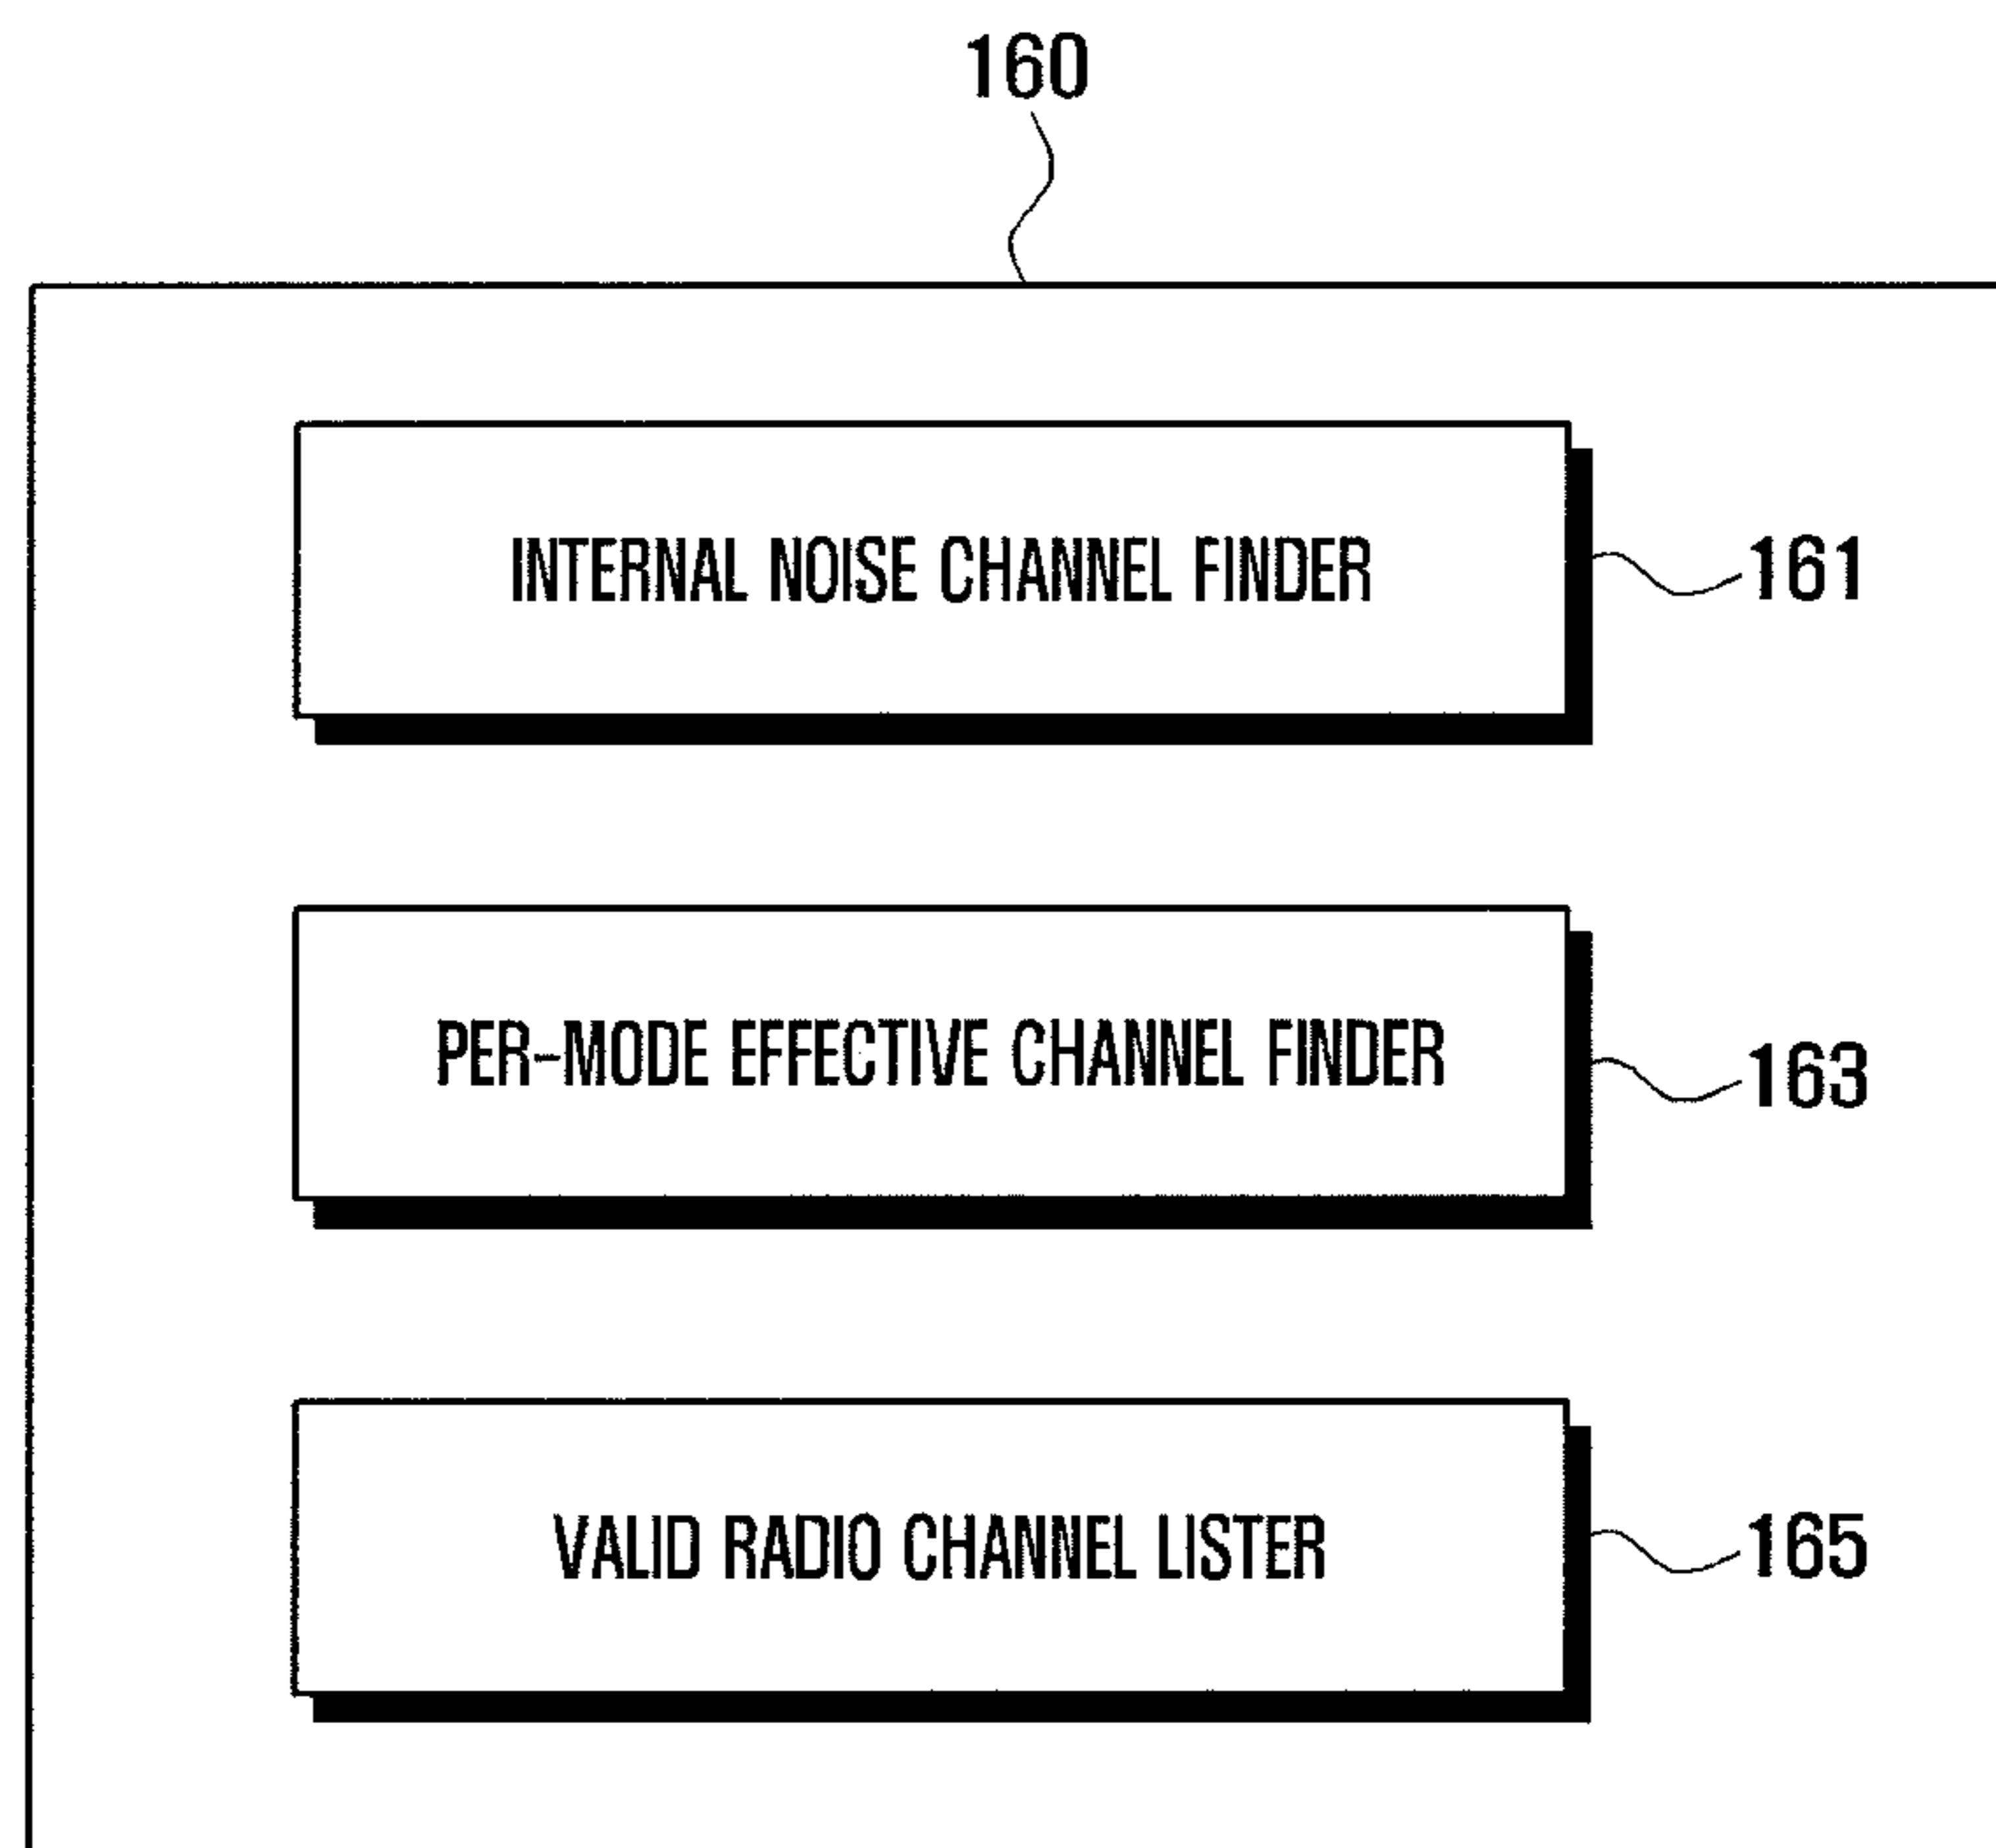 160
INTERNAL NOISE CHANNEL FINDER
161
PER-MODE EFFECTIVE CHANNEL FINDER
163
VALID RADIO CHANNEL LISTER
165